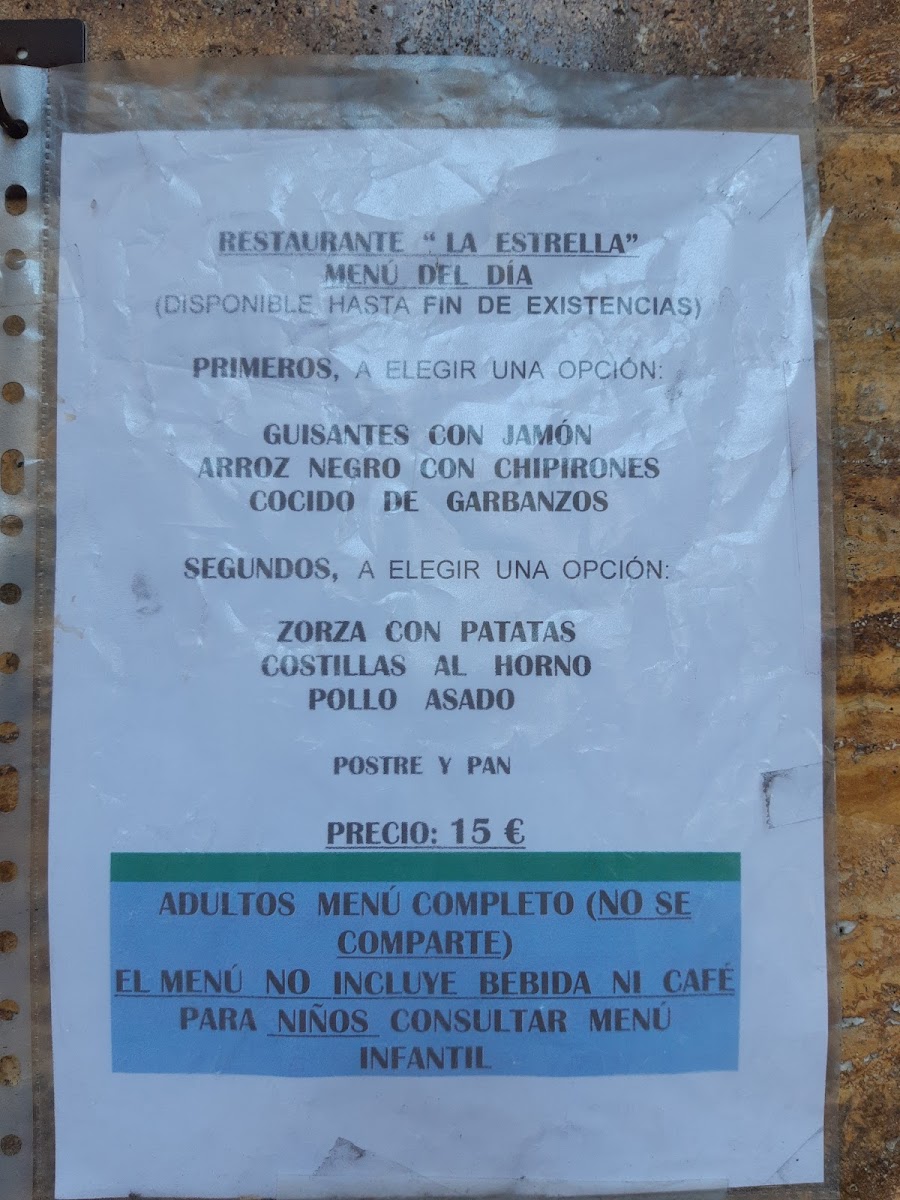 RESTAURANTE “ LA ESTRELLA”
MENÚ DEL DÍA
(DISPONIBLE HASTA FIN DE EXISTENCIAS)
PRIMEROS, A ELEGIR UNA OPCIÓN:
GUISANTES CON JAMÓN
ARROZ NEGRO CON CHIPIRONES
COCIDO DE GARBANZOS
SEGUNDOS, A ELEGIR UNA OPCIÓN:
ZORZA CON PATATAS
COSTILLAS AL HORNO
POLLO ASADO
POSTRE Y PAN
PRECIO: 15 €
ADULTOS MENÚ COMPLETO (NO SE
COMPARTE)
EL MENÚ NO INCLUYE BEBIDA NI CAFÉ
PARA NIÑOS CONSULTAR MENÚ
INFANTIL